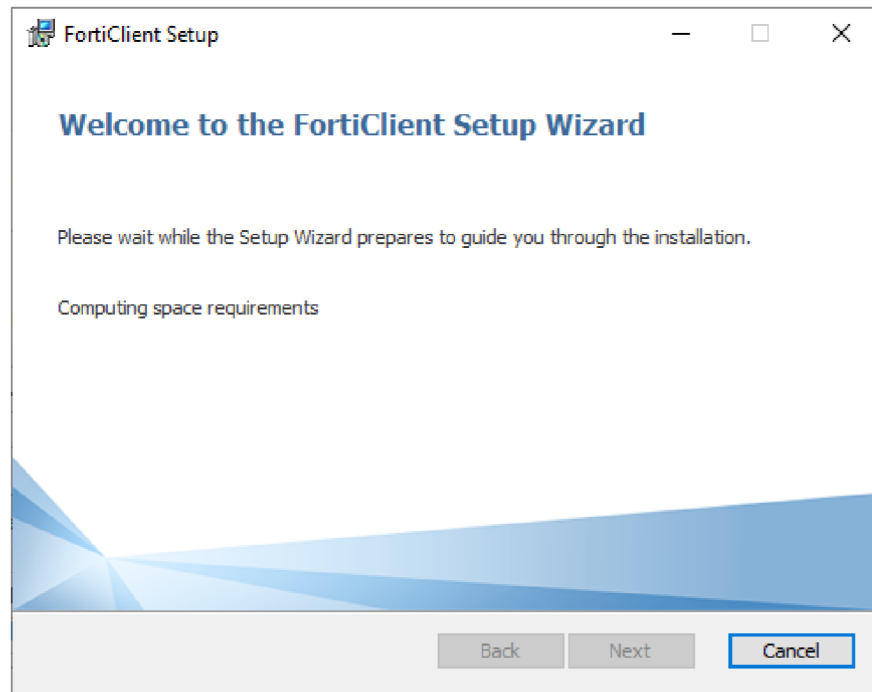 FortiClient Setup
Welcome to the FortiClient Setup Wizard
Please wait while the Setup Wizard prepares to guide you through the installation.
Computing space requirements
Back Next Cancel